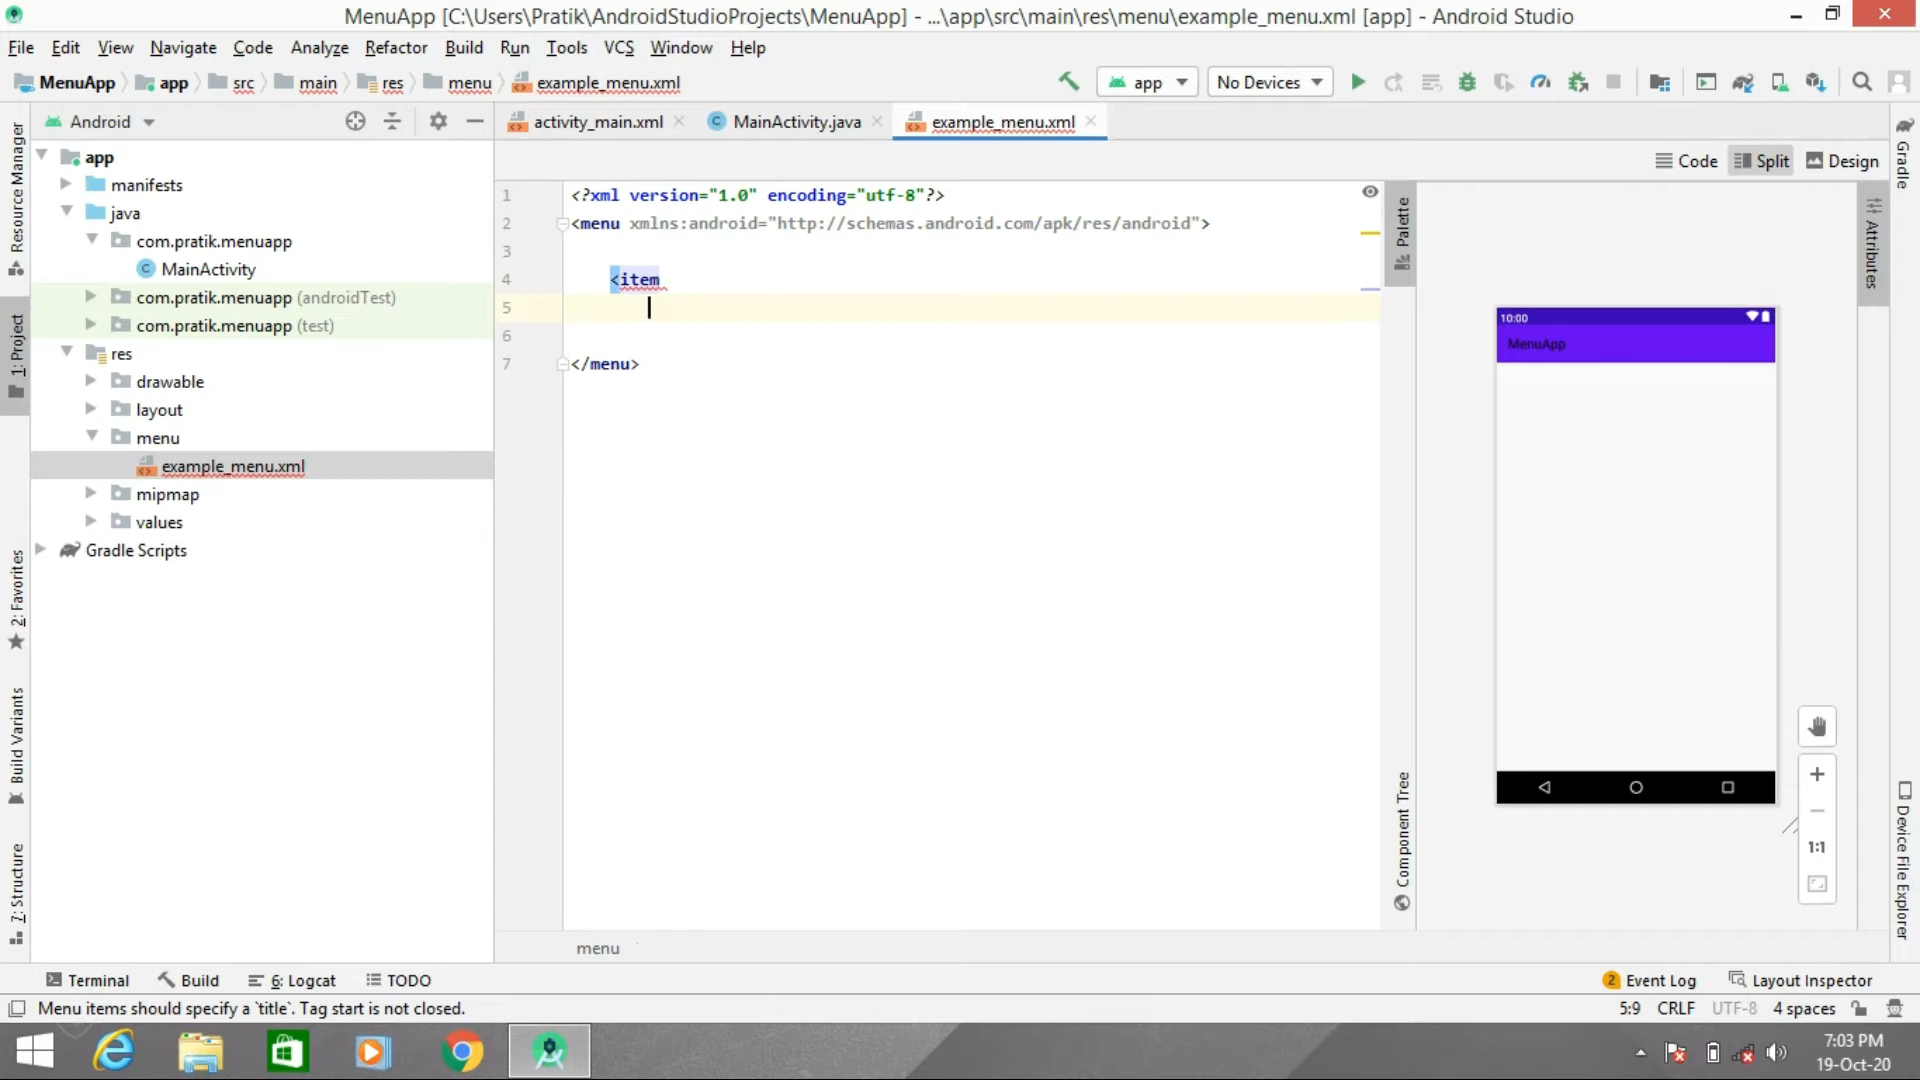 MenuApp [C:\Users\Pratik\AndroidStudioProjects\MenuApp] - ...\app\src\main\res\menu\example_menu.xml [app] - Android Studio
File Edit View Navigate Code Analyze Refactor Build Run Tools VCS Window Help
MenuApp app src main res menu example_menu.xml app No Devices
Android activity_main.xml MainActivity.java example_menu.xml
Code Split Design
app
manifests
java
com.pratik.menuapp
MainActivity
com.pratik.menuapp (androidTest)
com.pratik.menuapp (test)
res
drawable
layout
menu
example_menu.xml
mipmap
values
Gradle Scripts
Resource Manager
1: Project
2: Favorites
Build Variants
7: Structure
1 <?xml version="1.0" encoding="utf-8"?>
2 <menu xmlns:android="http://schemas.android.com/apk/res/android">
3
4 <item
5
6
7 </menu>
menu
Palette
Component Tree
10:00
MenuApp
1:1
Attributes
Gradle
Device File Explorer
Terminal Build 6: Logcat TODO 2 Event Log Layout Inspector
Menu items should specify a `title`. Tag start is not closed. 5:9 CRLF UTF-8 4 spaces
7:03 PM
19-Oct-20